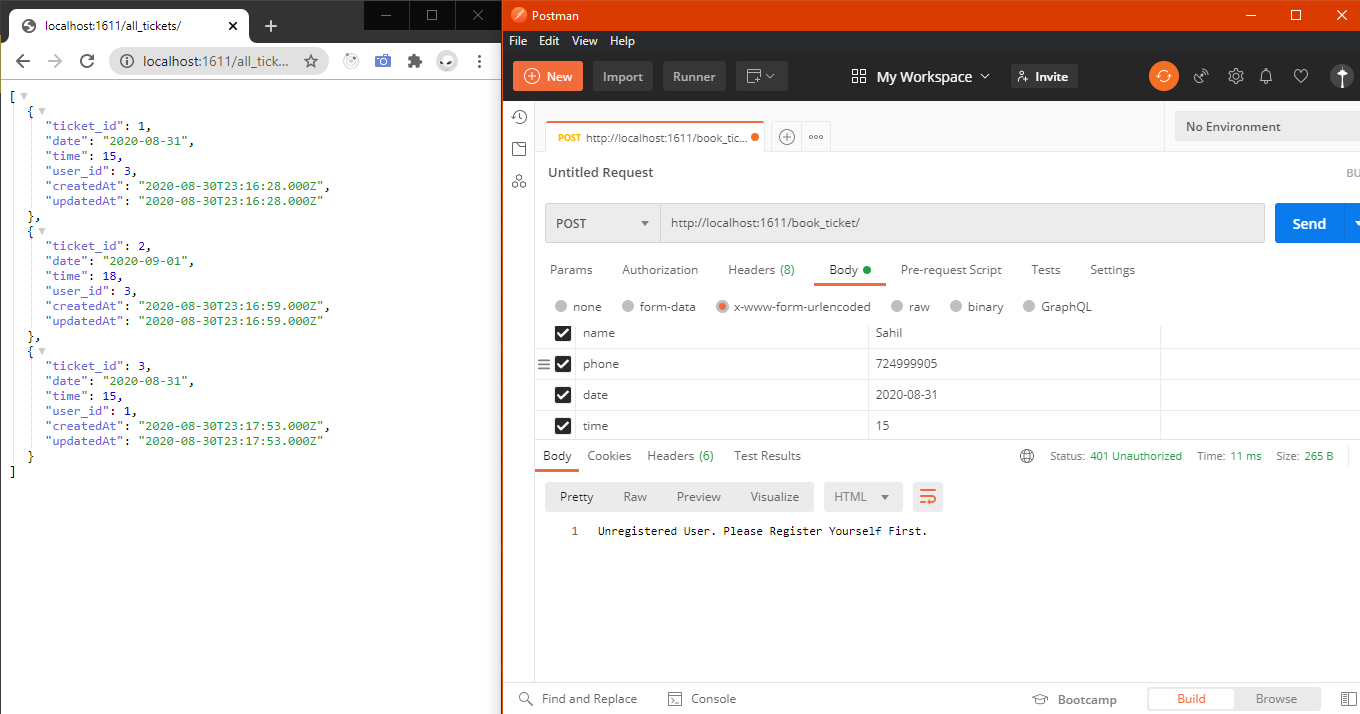 localhost:1611/all_tickets/
localhost:1611/all_tick...
[
{
"ticket_id": 1,
"date": "2020-08-31",
"time": 15,
"user_id": 3,
"createdAt": "2020-08-30T23:16:28.000Z",
"updatedAt": "2020-08-30T23:16:28.000Z"
},
{
"ticket_id": 2,
"date": "2020-09-01",
"time": 18,
"user_id": 3,
"createdAt": "2020-08-30T23:16:59.000Z",
"updatedAt": "2020-08-30T23:16:59.000Z"
},
{
"ticket_id": 3,
"date": "2020-08-31",
"time": 15,
"user_id": 1,
"createdAt": "2020-08-30T23:17:53.000Z",
"updatedAt": "2020-08-30T23:17:53.000Z"
}
]
Postman
File Edit View Help
New Import Runner My Workspace Invite
POST http://localhost:1611/book_tic... No Environment
Untitled Request BU
POST http://localhost:1611/book_ticket/ Send
Params Authorization Headers (8) Body Pre-request Script Tests Settings
none form-data x-www-form-urlencoded raw binary GraphQL
name Sahil
phone 724999905
date 2020-08-31
time 15
Body Cookies Headers (6) Test Results Status: 401 Unauthorized Time: 11 ms Size: 265 B
Pretty Raw Preview Visualize HTML
1 Unregistered User. Please Register Yourself First.
Find and Replace Console Bootcamp Build Browse